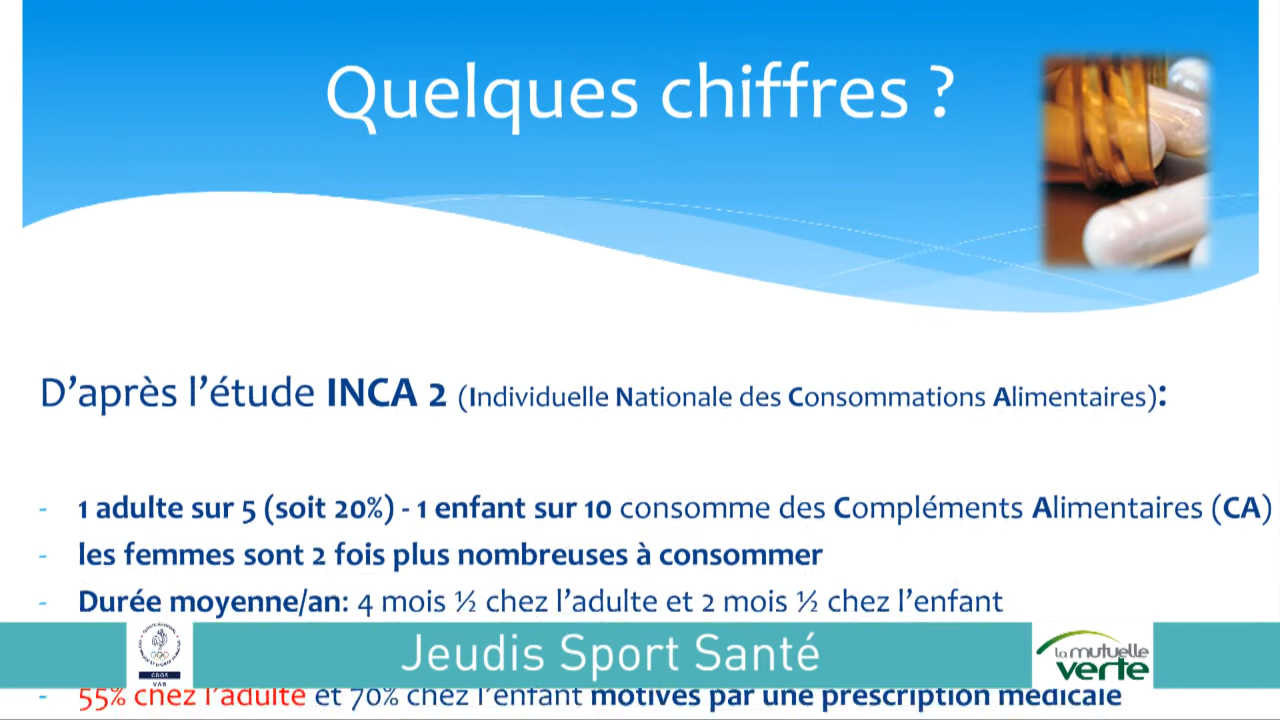 Quelques chiffres ?
D’après l’étude INCA 2 (Individuelle Nationale des Consommations Alimentaires):
- 1 adulte sur 5 (soit 20%) - 1 enfant sur 10 consomme des Compléments Alimentaires (CA)
- les femmes sont 2 fois plus nombreuses à consommer
- Durée moyenne/an: 4 mois ½ chez l’adulte et 2 mois ½ chez l’enfant
Jeudis Sport Santé
CDOS
VAR
la mutuelle
verte
- 55% chez l’adulte et 70% chez l’enfant motivés par une prescription médicale